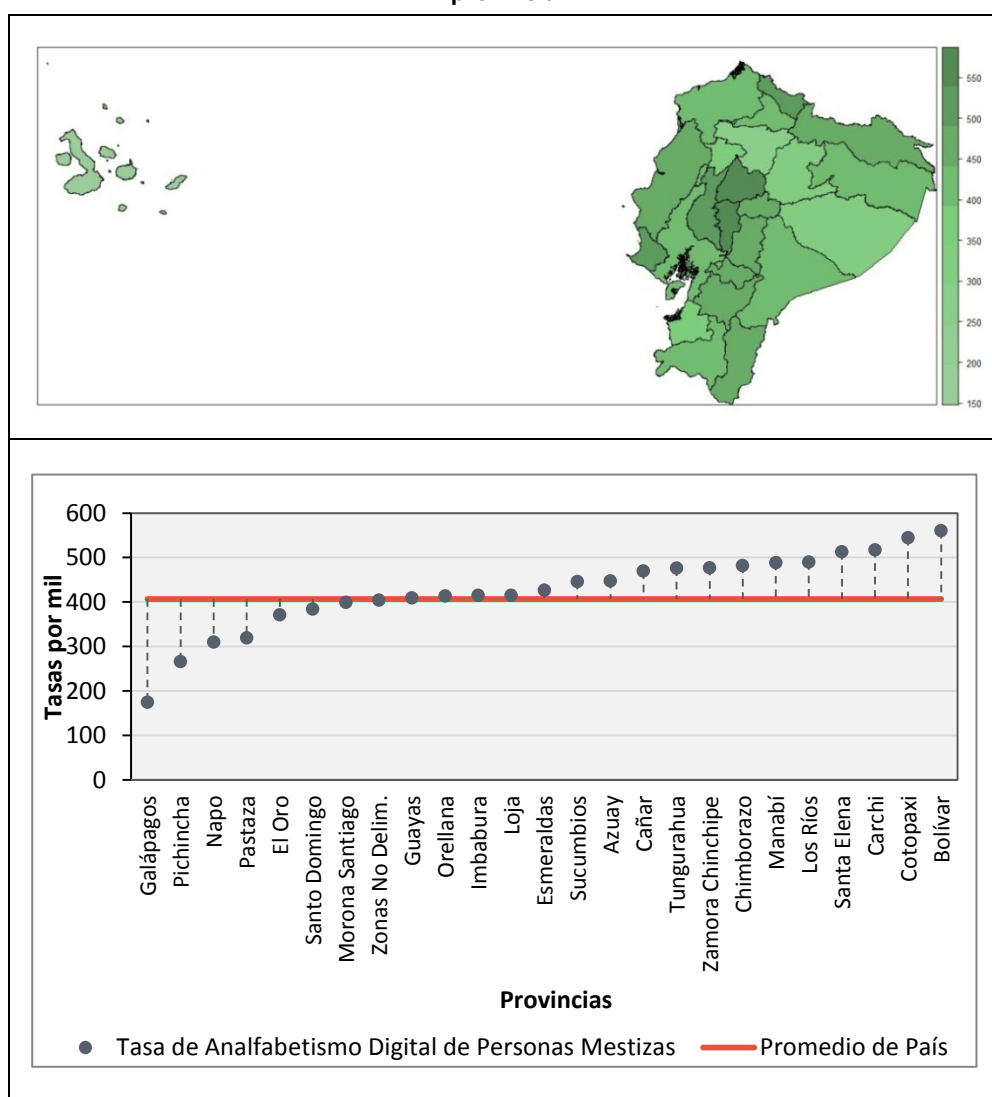 550
500
450
400
350
300
250
200
150
Tasas por mil
600
500
400
300
200
100
0
Galápagos
Pichincha
Napo
Pastaza
El Oro
Santo Domingo
Morona Santiago
Zonas No Delim.
Guayas
Orellana
Imbabura
Loja
Esmeraldas
Sucumbios
Azuay
Cañar
Tungurahua
Zamora Chinchipe
Chimborazo
Manabí
Los Ríos
Santa Elena
Carchi
Cotopaxi
Bolívar
Provincias
Tasa de Analfabetismo Digital de Personas Mestizas
Promedio de País